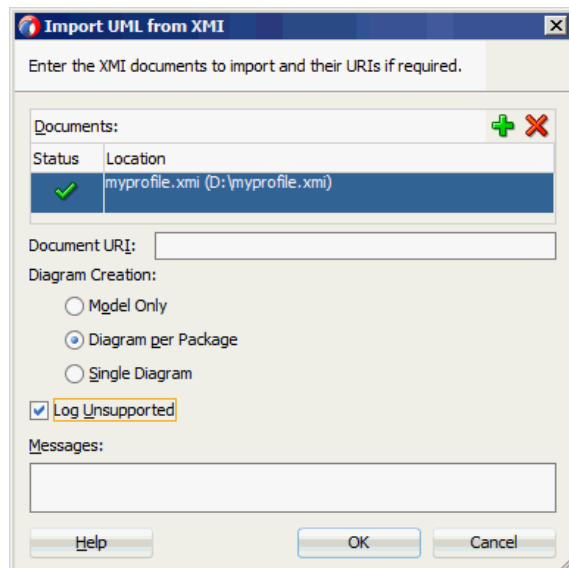 Import UML from XMI
Enter the XMI documents to import and their URIs if required.
Documents:
Status Location
myprofile.xmi (D:\myprofile.xmi)
Document URI:
Diagram Creation:
Model Only
Diagram per Package
Single Diagram
Log Unsupported
Messages:
Help OK Cancel